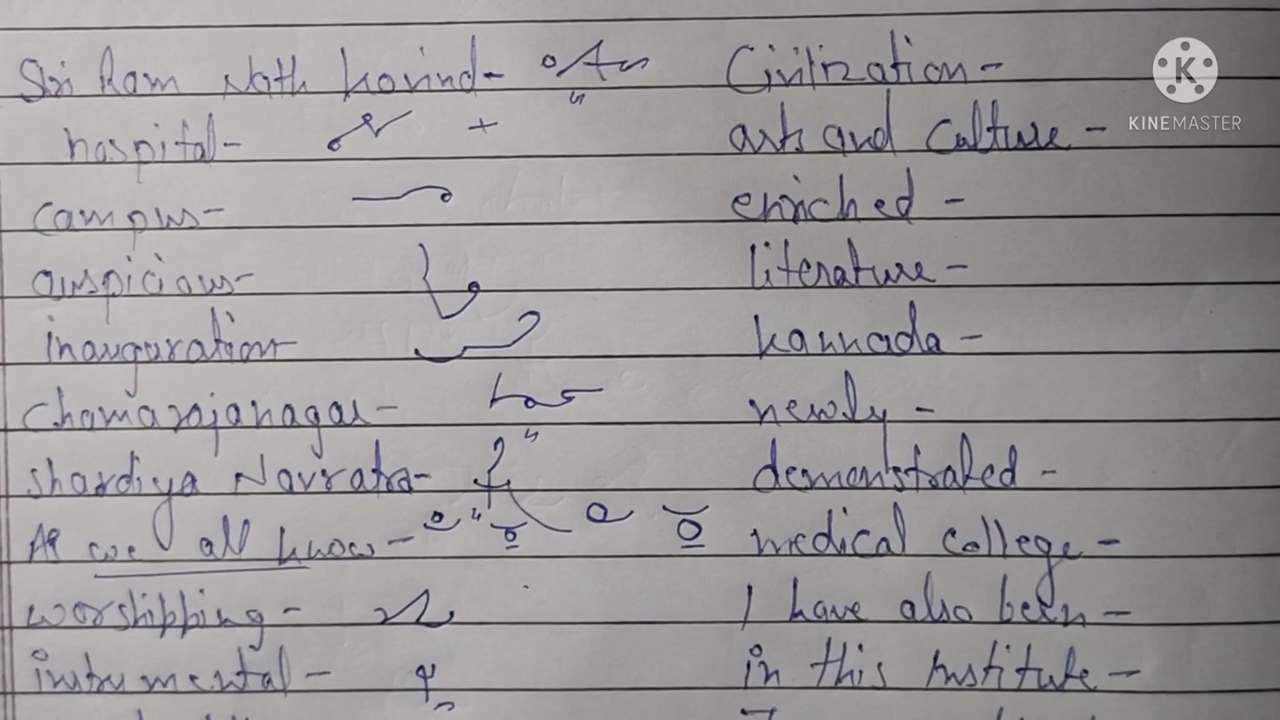 Sri Ram Nath Kovind- Civilization -
hospital- arts and culture -
campus- enriched -
auspicious- literature -
inauguration kannada -
Chamarajanagar- newly -
Shardiya Navratra- demonstrated -
As we all know- medical college -
worshipping- I have also been -
instrumental- in this Institute -
KINEMASTER